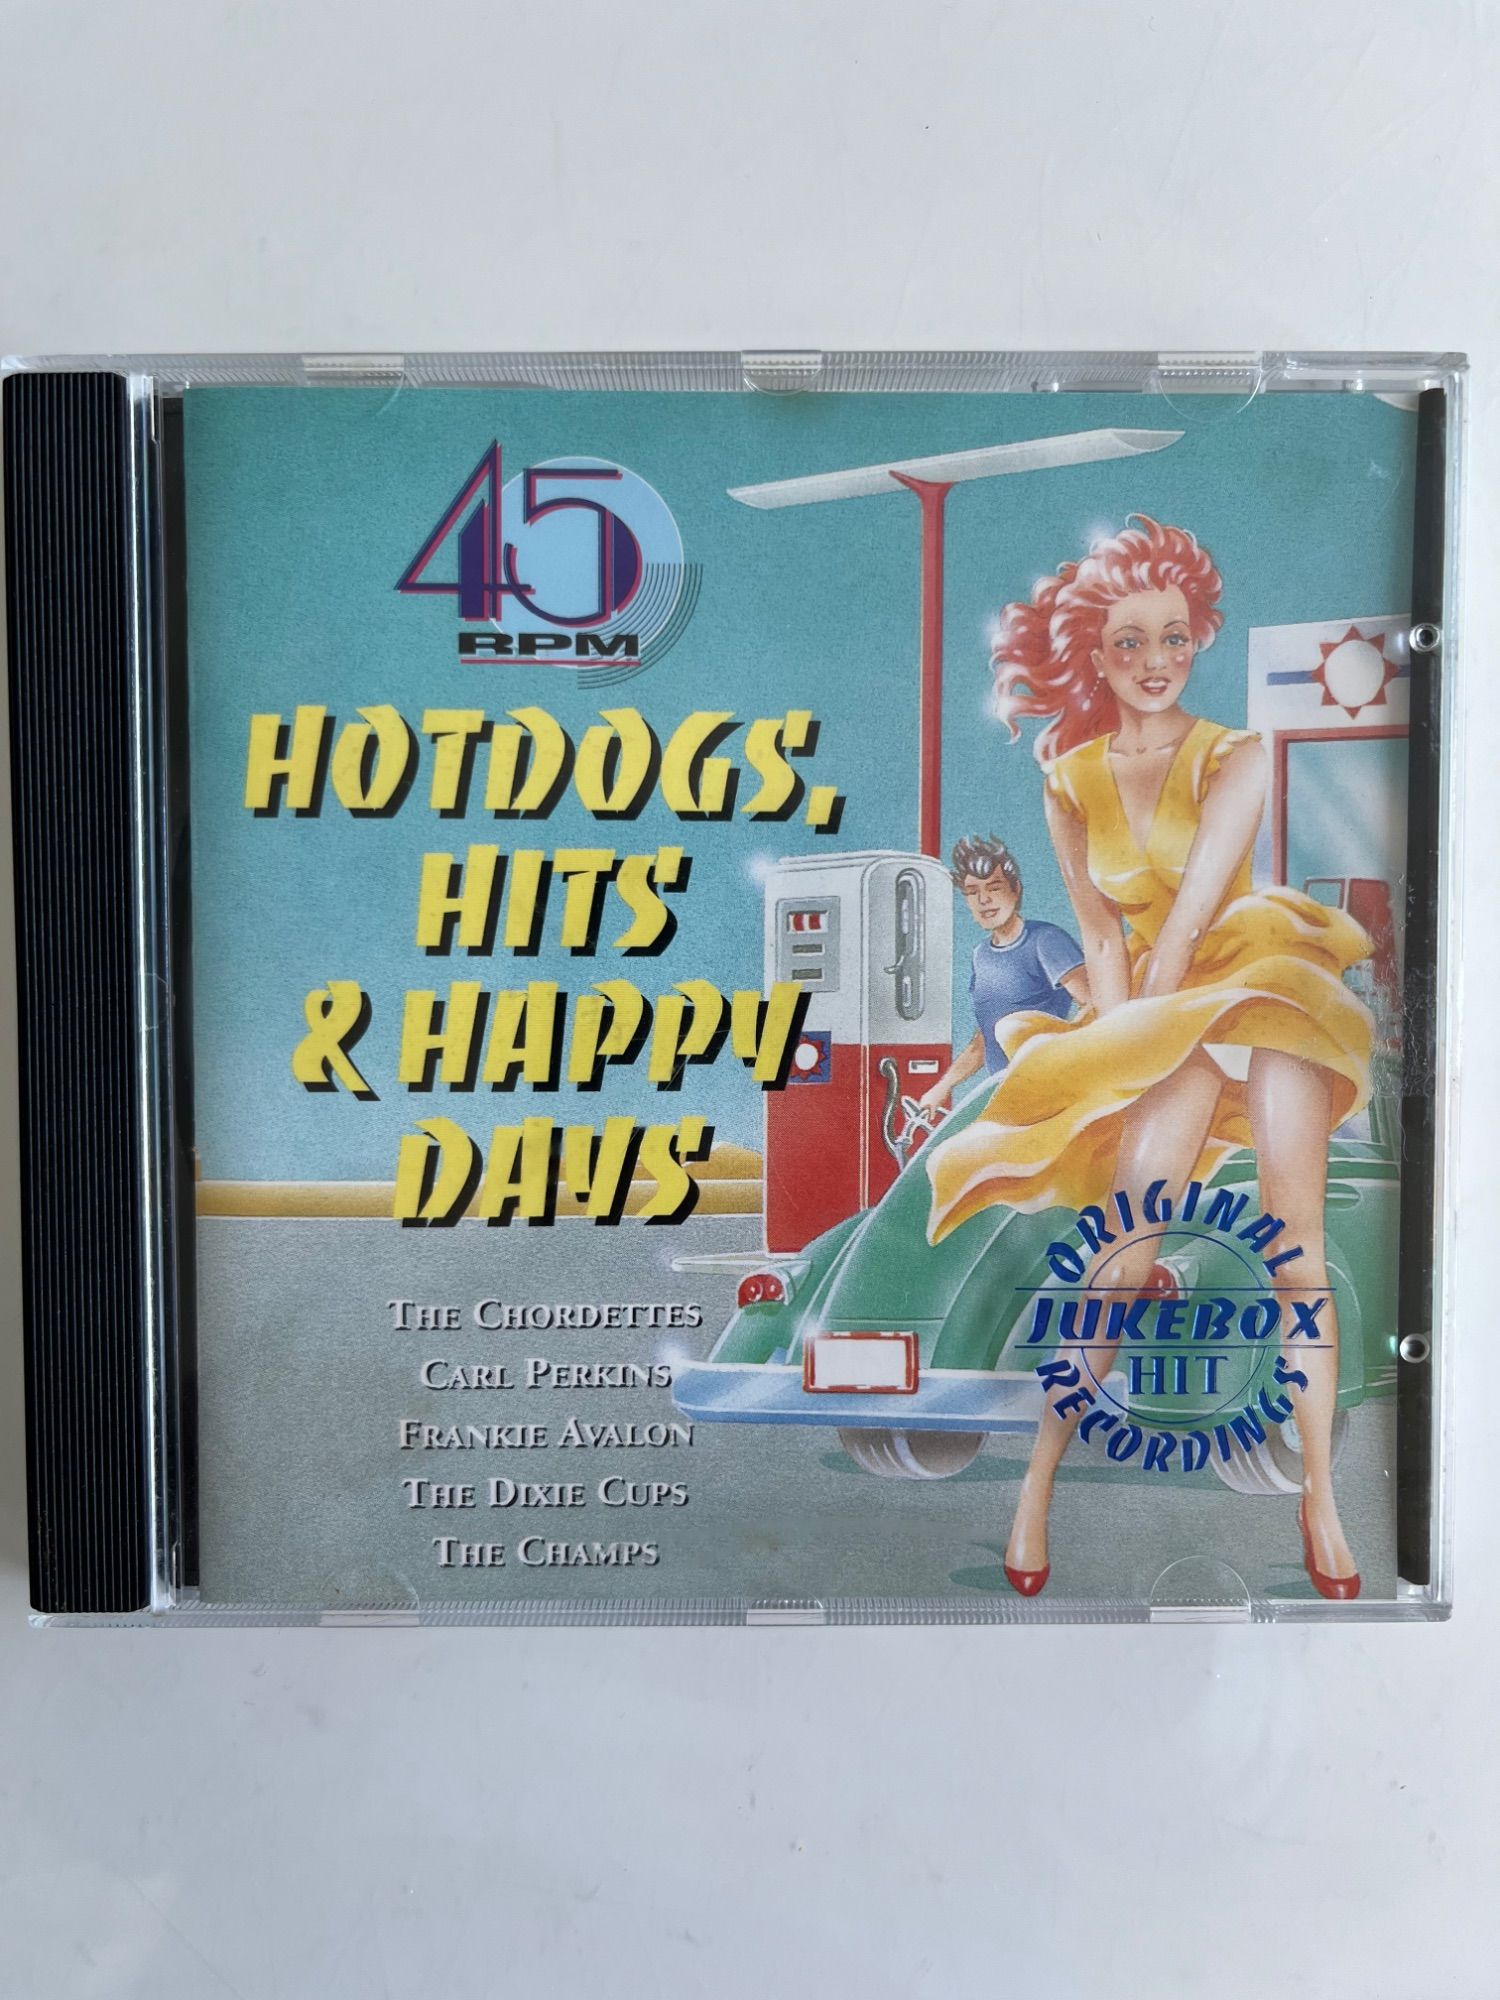 45
RPM
HOTDOGS,
HITS
& HAPPY
DAYS
THE CHORDETTES
CARL PERKINS
FRANKIE AVALON
THE DIXIE CUPS
THE CHAMPS
ORIGINAL
JUKEBOX
HIT
RECORDINGS